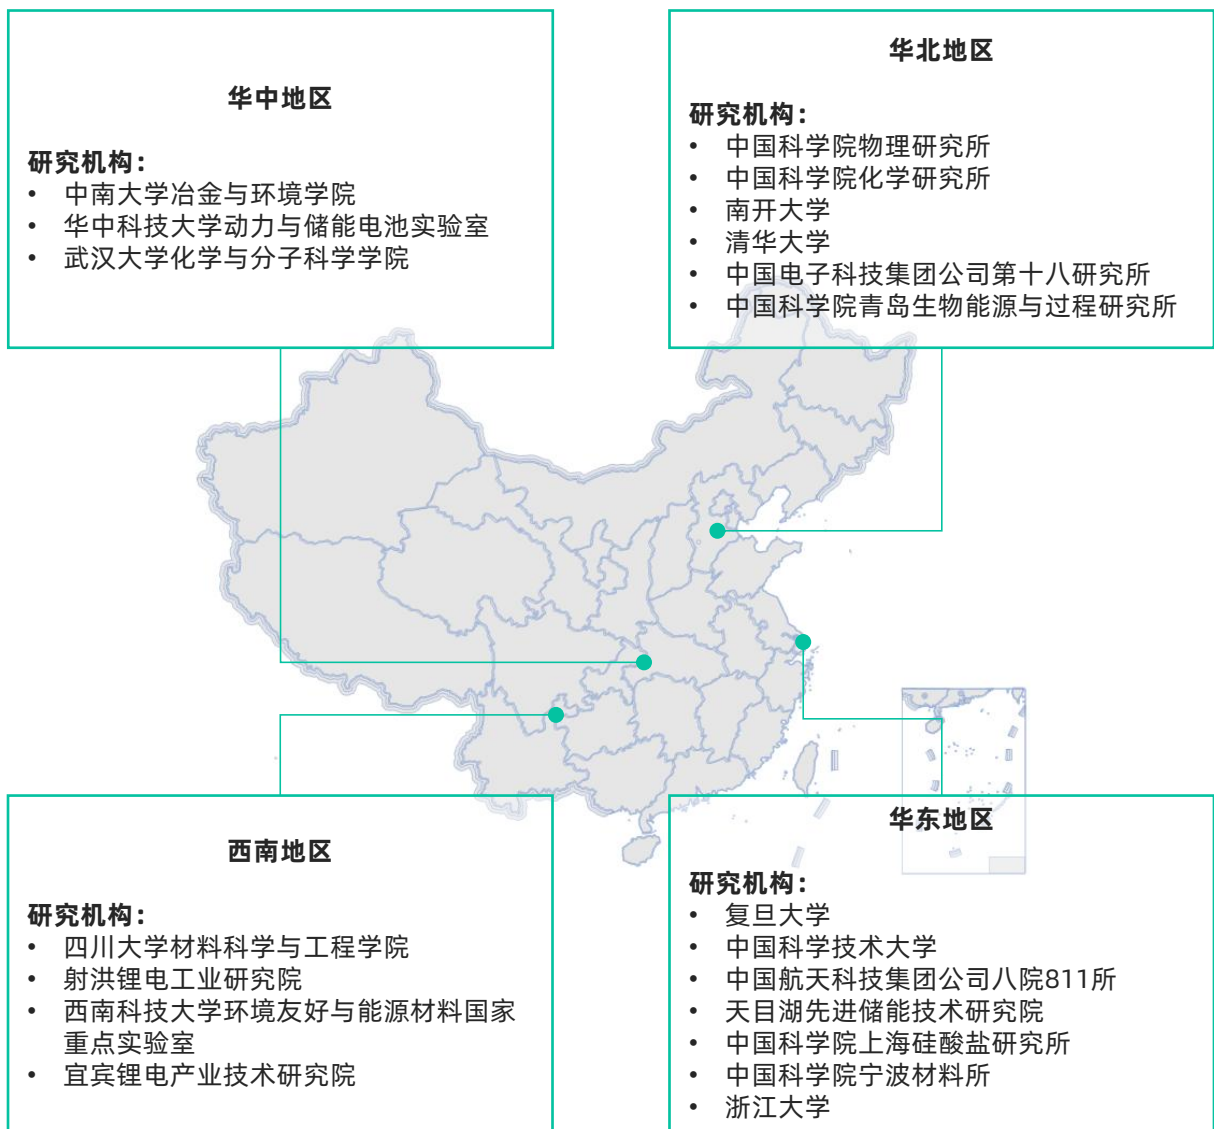 华中地区
研究机构：
• 中南大学冶金与环境学院
• 华中科技大学动力与储能电池实验室
• 武汉大学化学与分子科学学院
华北地区
研究机构：
• 中国科学院物理研究所
• 中国科学院化学研究所
• 南开大学
• 清华大学
• 中国电子科技集团公司第十八研究所
• 中国科学院青岛生物能源与过程研究所
西南地区
研究机构：
• 四川大学材料科学与工程学院
• 射洪锂电工业研究院
• 西南科技大学环境友好与能源材料国家
重点实验室
• 宜宾锂电产业技术研究院
华东地区
研究机构：
• 复旦大学
• 中国科学技术大学
• 中国航天科技集团公司八院811所
• 天目湖先进储能技术研究院
• 中国科学院上海硅酸盐研究所
• 中国科学院宁波材料所
• 浙江大学